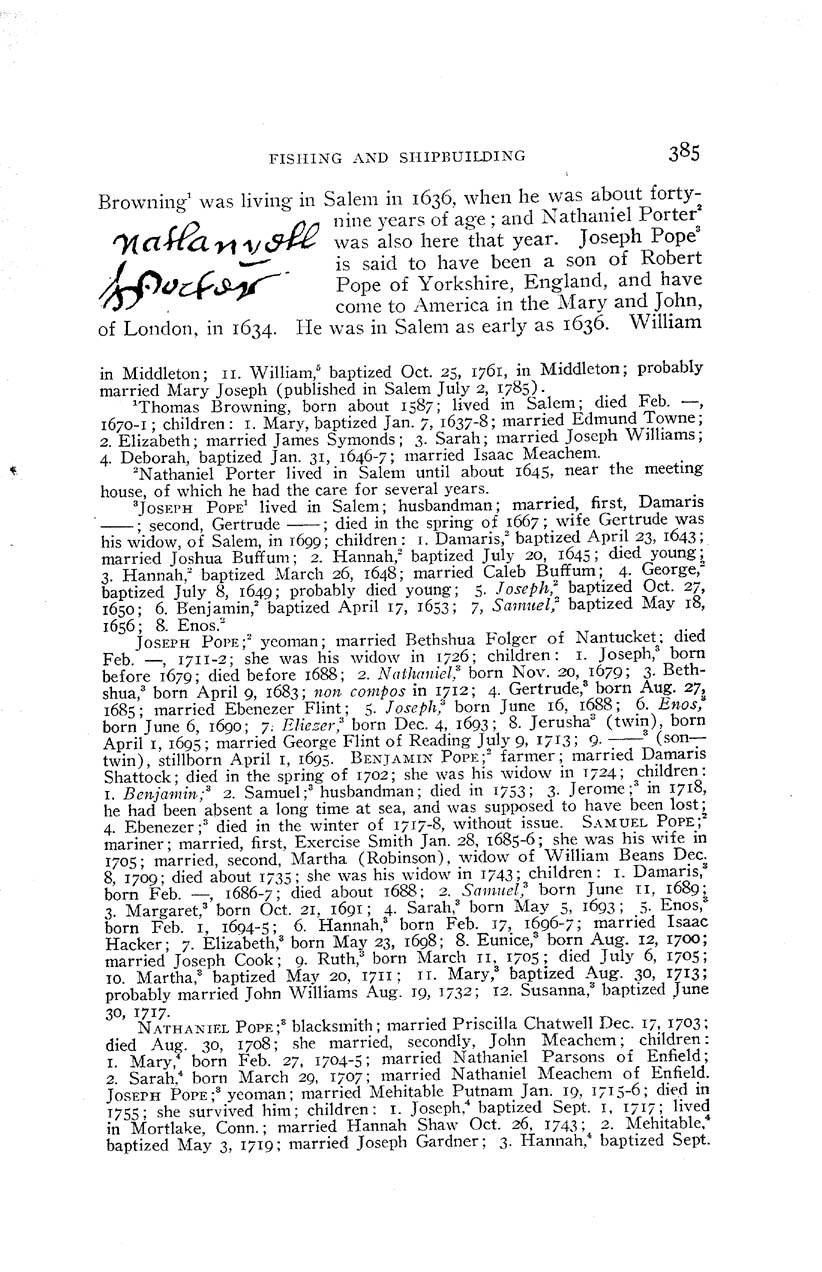 FISHING AND SHIPBUILDING 385
Browning¹ was living in Salem in 1636, when he was about forty-
nine years of age; and Nathaniel Porter²
was also here that year. Joseph Pope³
is said to have been a son of Robert
Pope of Yorkshire, England, and have
come to America in the Mary and John,
nathanyell
porter
of London, in 1634. He was in Salem as early as 1636. William
in Middleton; 11. William,⁵ baptized Oct. 25, 1761, in Middleton; probably
married Mary Joseph (published in Salem July 2, 1785).
¹Thomas Browning, born about 1587; lived in Salem; died Feb. —,
1670-1; children: 1. Mary, baptized Jan. 7, 1637-8; married Edmund Towne;
2. Elizabeth; married James Symonds; 3. Sarah; married Joseph Williams;
4. Deborah, baptized Jan. 31, 1646-7; married Isaac Meachem.
²Nathaniel Porter lived in Salem until about 1645, near the meeting
house, of which he had the care for several years.
³JOSEPH POPE¹ lived in Salem; husbandman; married, first, Damaris
——; second, Gertrude ——; died in the spring of 1667; wife Gertrude was
his widow, of Salem, in 1699; children: 1. Damaris,² baptized April 23, 1643;
married Joshua Buffum; 2. Hannah,² baptized July 20, 1645; died young;
3. Hannah,² baptized March 26, 1648; married Caleb Buffum; 4. George,²
baptized July 8, 1649; probably died young; 5. Joseph,² baptized Oct. 27,
1650; 6. Benjamin,² baptized April 17, 1653; 7, Samuel,² baptized May 18,
1656; 8. Enos.²
JOSEPH POPE;² yeoman; married Bethshua Folger of Nantucket; died
Feb. —, 1711-2; she was his widow in 1726; children: 1. Joseph,³ born
before 1679; died before 1688; 2. Nathaniel,³ born Nov. 20, 1679; 3. Beth-
shua,³ born April 9, 1683; non compos in 1712; 4. Gertrude,³ born Aug. 27,
1685; married Ebenezer Flint; 5. Joseph,³ born June 16, 1688; 6. Enos,³
born June 6, 1690; 7. Eliezer,³ born Dec. 4, 1693; 8. Jerusha³ (twin), born
April 1, 1695; married George Flint of Reading July 9, 1713; 9. ——³ (son—
twin), stillborn April 1, 1695. BENJAMIN POPE;² farmer; married Damaris
Shattock; died in the spring of 1702; she was his widow in 1724; children:
1. Benjamin;³ 2. Samuel;³ husbandman; died in 1753; 3. Jerome;³ in 1718,
he had been absent a long time at sea, and was supposed to have been lost;
4. Ebenezer;³ died in the winter of 1717-8, without issue. SAMUEL POPE;²
mariner; married, first, Exercise Smith Jan. 28, 1685-6; she was his wife in
1705; married, second, Martha (Robinson), widow of William Beans Dec.
8, 1709; died about 1735; she was his widow in 1743; children: 1. Damaris,³
born Feb. —, 1686-7; died about 1688; 2. Samuel,³ born June 11, 1689;
3. Margaret,³ born Oct. 21, 1691; 4. Sarah,³ born May 5, 1693; 5. Enos,³
born Feb. 1, 1694-5; 6. Hannah,³ born Feb. 17, 1696-7; married Isaac
Hacker; 7. Elizabeth,³ born May 23, 1698; 8. Eunice,³ born Aug. 12, 1700;
married Joseph Cook; 9. Ruth,³ born March 11, 1705; died July 6, 1705;
10. Martha,³ baptized May 20, 1711; 11. Mary,³ baptized Aug. 30, 1713;
probably married John Williams Aug. 19, 1732; 12. Susanna,³ baptized June
30, 1717.
NATHANIEL POPE;³ blacksmith; married Priscilla Chatwell Dec. 17, 1703;
died Aug. 30, 1708; she married, secondly, John Meachem; children:
1. Mary,⁴ born Feb. 27, 1704-5; married Nathaniel Parsons of Enfield;
2. Sarah,⁴ born March 29, 1707; married Nathaniel Meachem of Enfield.
JOSEPH POPE;³ yeoman; married Mehitable Putnam Jan. 19, 1715-6; died in
1755; she survived him; children: 1. Joseph,⁴ baptized Sept. 1, 1717; lived
in Mortlake, Conn.; married Hannah Shaw Oct. 26, 1743; 2. Mehitable,⁴
baptized May 3, 1719; married Joseph Gardner; 3. Hannah,⁴ baptized Sept.